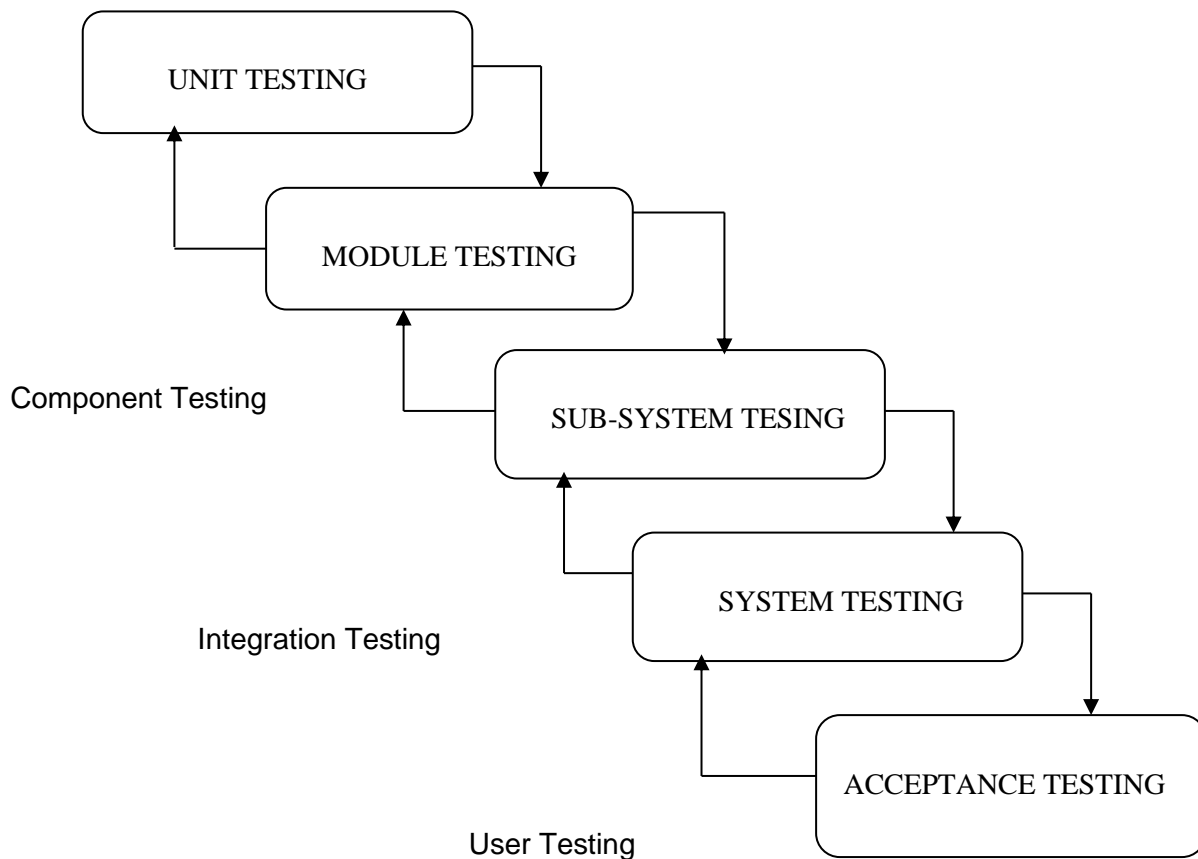 UNIT TESTING
MODULE TESTING
Component Testing
SUB-SYSTEM TESING
SYSTEM TESTING
Integration Testing
ACCEPTANCE TESTING
User Testing